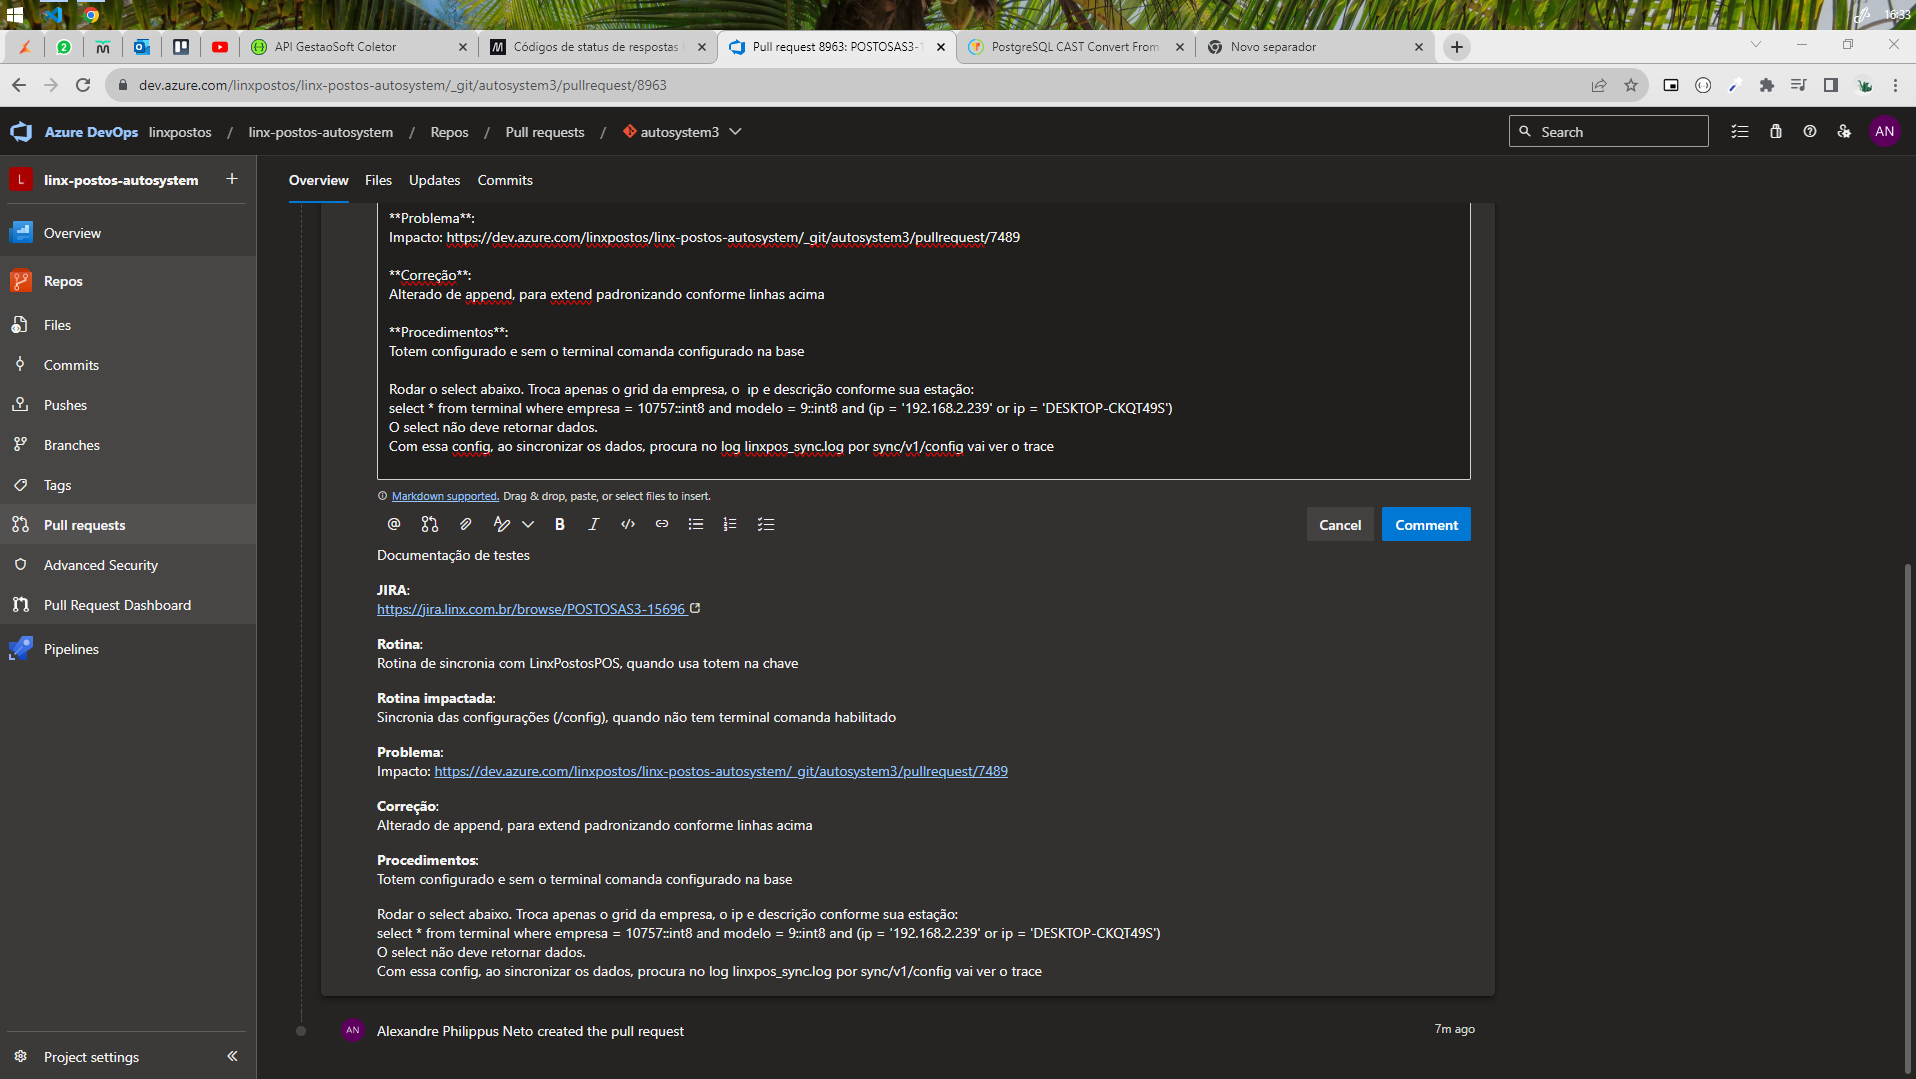 16:33
2
API GestaoSoft Coletor
Códigos de status de respostas
Pull request 8963: POSTOSAS3-1
PostgreSQL CAST Convert From
Novo separador
dev.azure.com/linxpostos/linx-postos-autosystem/_git/autosystem3/pullrequest/8963
Azure DevOps linxpostos / linx-postos-autosystem / Repos / Pull requests / autosystem3
Search
AN
L linx-postos-autosystem +
Overview
Repos
Files
Commits
Pushes
Branches
Tags
Pull requests
Advanced Security
Pull Request Dashboard
Pipelines
Project settings
Overview Files Updates Commits
**Problema**:
Impacto: https://dev.azure.com/linxpostos/linx-postos-autosystem/_git/autosystem3/pullrequest/7489
**Correção**:
Alterado de append, para extend padronizando conforme linhas acima
**Procedimentos**:
Totem configurado e sem o terminal comanda configurado na base
Rodar o select abaixo. Troca apenas o grid da empresa, o  ip e descrição conforme sua estação:
select * from terminal where empresa = 10757::int8 and modelo = 9::int8 and (ip = '192.168.2.239' or ip = 'DESKTOP-CKQT49S')
O select não deve retornar dados.
Com essa config, ao sincronizar os dados, procura no log linxpos_sync.log por sync/v1/config vai ver o trace
Markdown supported. Drag & drop, paste, or select files to insert.
@ B I
Cancel Comment
Documentação de testes
JIRA:
https://jira.linx.com.br/browse/POSTOSAS3-15696
Rotina:
Rotina de sincronia com LinxPostosPOS, quando usa totem na chave
Rotina impactada:
Sincronia das configurações (/config), quando não tem terminal comanda habilitado
Problema:
Impacto: https://dev.azure.com/linxpostos/linx-postos-autosystem/_git/autosystem3/pullrequest/7489
Correção:
Alterado de append, para extend padronizando conforme linhas acima
Procedimentos:
Totem configurado e sem o terminal comanda configurado na base
Rodar o select abaixo. Troca apenas o grid da empresa, o ip e descrição conforme sua estação:
select * from terminal where empresa = 10757::int8 and modelo = 9::int8 and (ip = '192.168.2.239' or ip = 'DESKTOP-CKQT49S')
O select não deve retornar dados.
Com essa config, ao sincronizar os dados, procura no log linxpos_sync.log por sync/v1/config vai ver o trace
AN Alexandre Philippus Neto created the pull request
7m ago